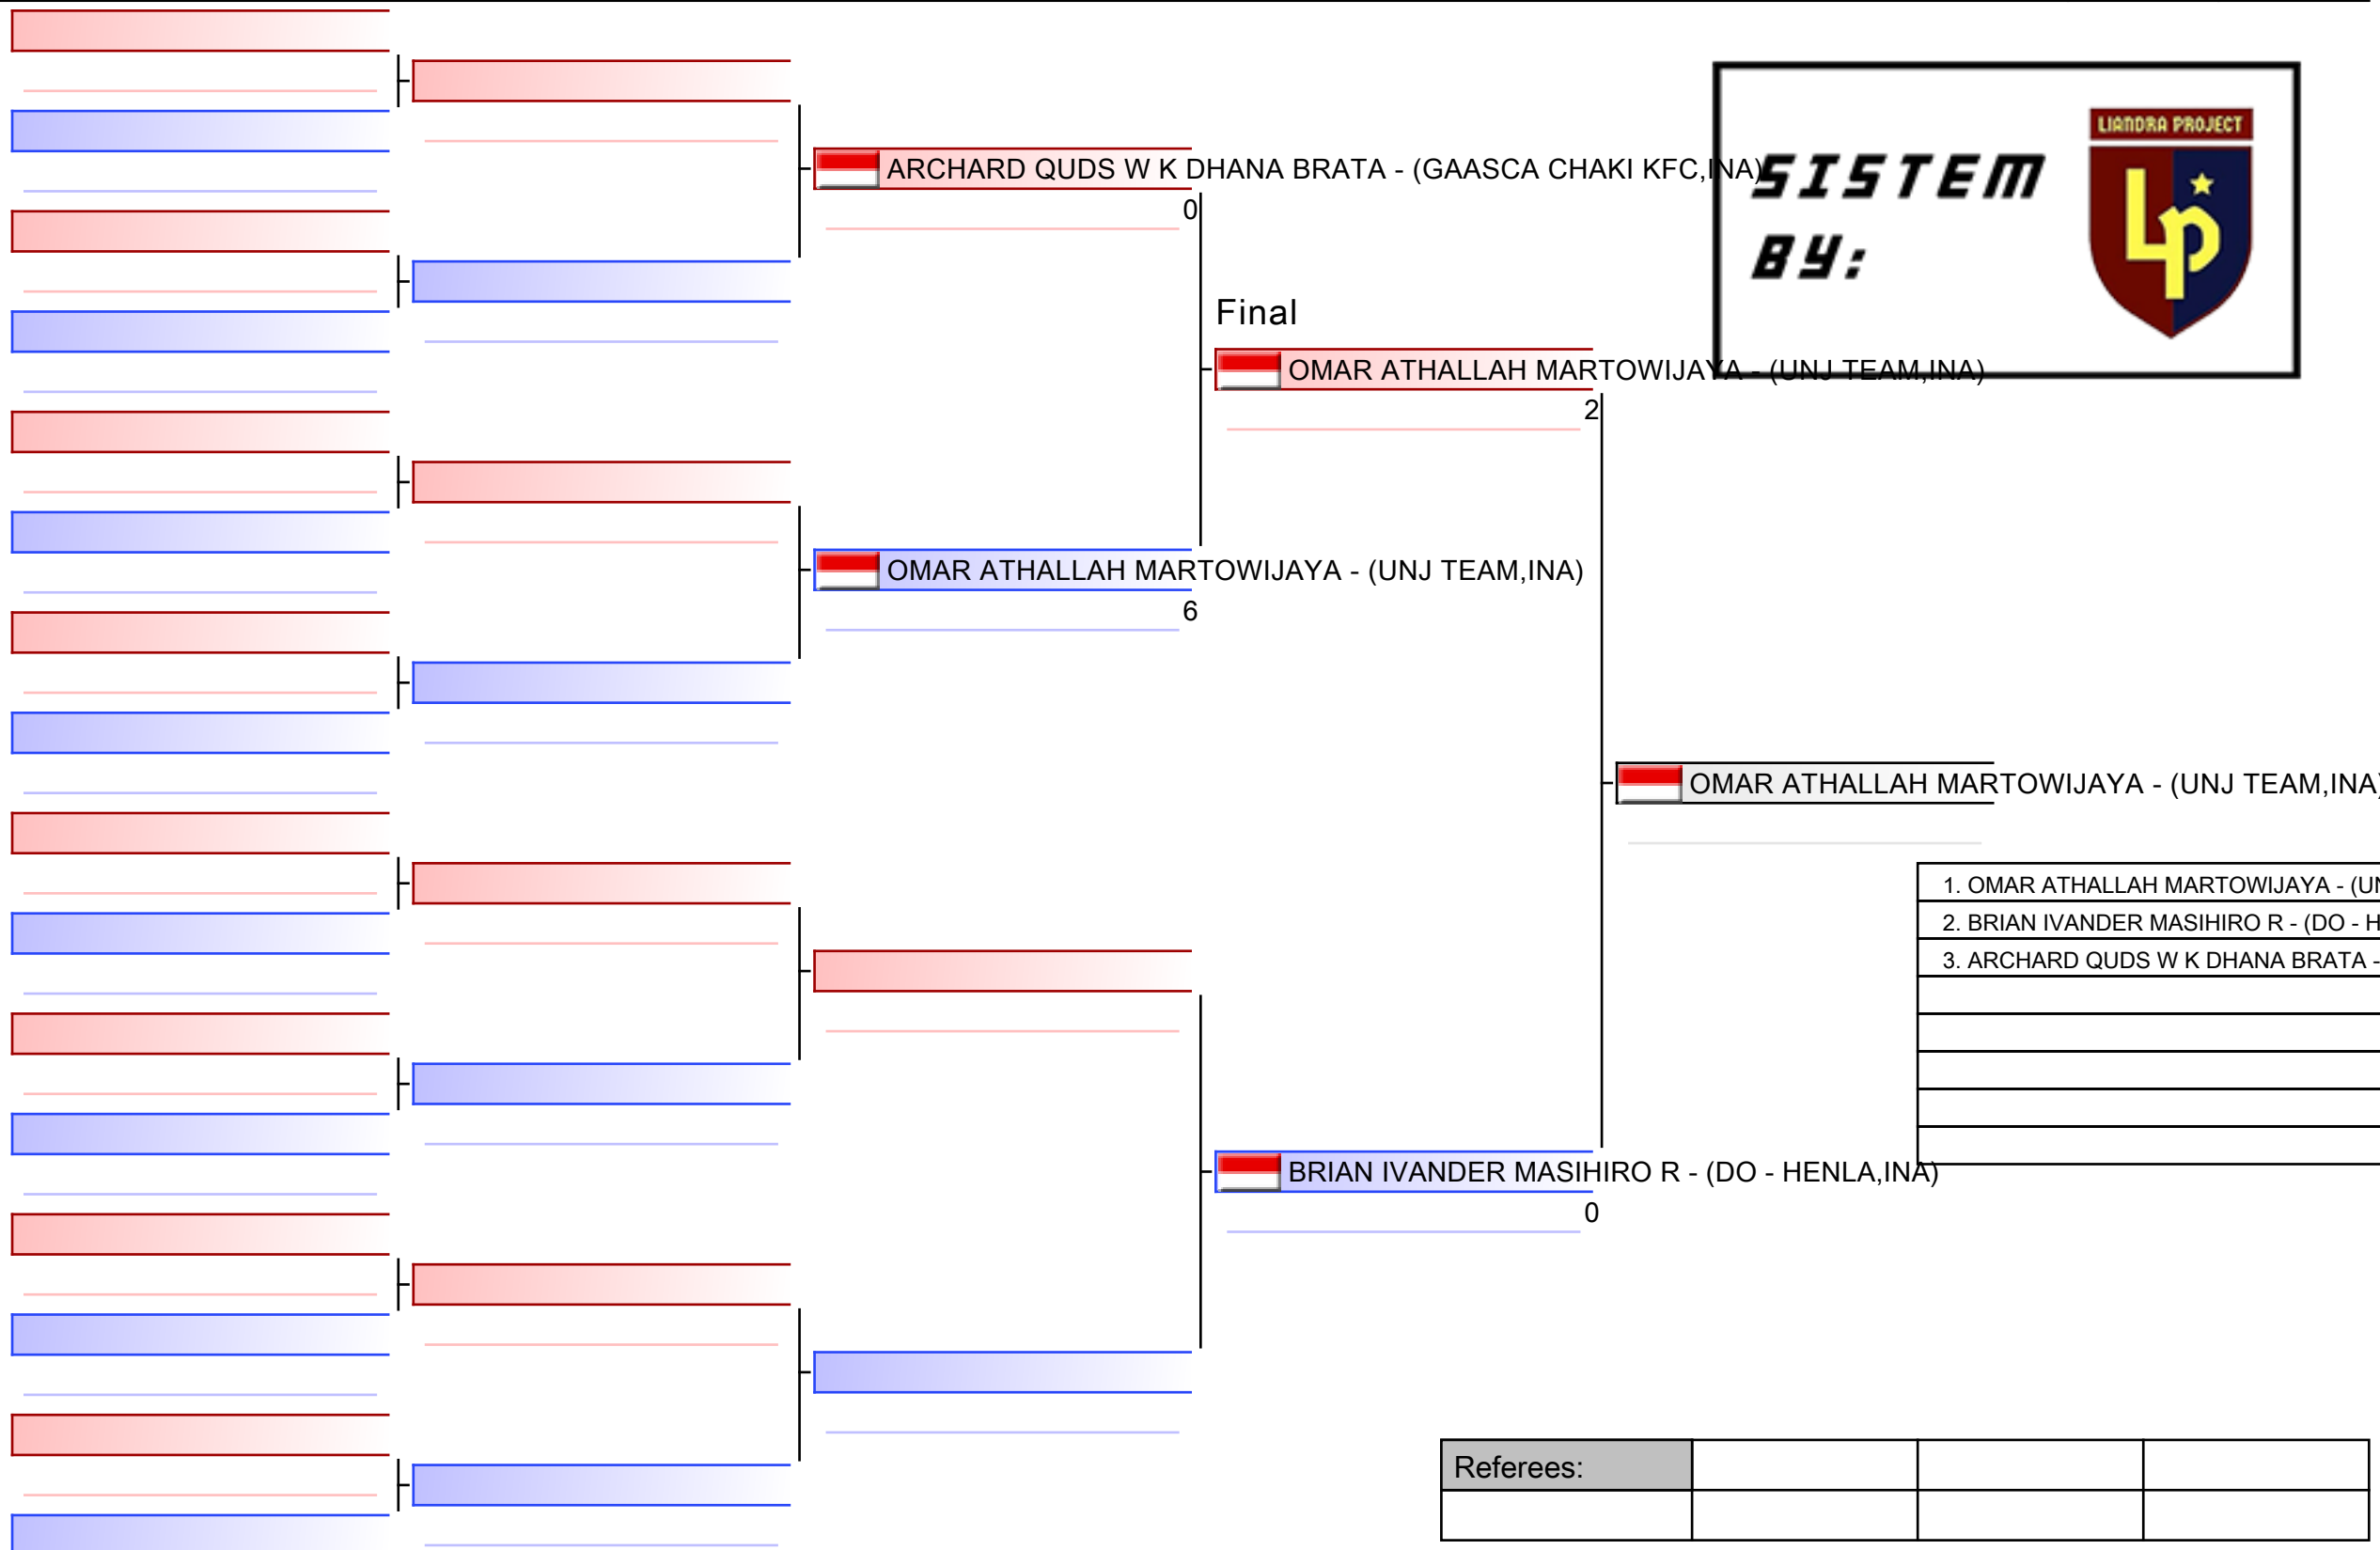 LIANDRA PROJECT
SISTEM
BY:
Lp
ARCHARD QUDS W K DHANA BRATA - (GAASCA CHAKI KFC,INA)
0
Final
OMAR ATHALLAH MARTOWIJAYA - (UNJ TEAM,INA)
2
OMAR ATHALLAH MARTOWIJAYA - (UNJ TEAM,INA)
6
OMAR ATHALLAH MARTOWIJAYA - (UNJ TEAM,INA)
1. OMAR ATHALLAH MARTOWIJAYA - (UN
2. BRIAN IVANDER MASIHIRO R - (DO - H
3. ARCHARD QUDS W K DHANA BRATA -
BRIAN IVANDER MASIHIRO R - (DO - HENLA,INA)
0
Referees: